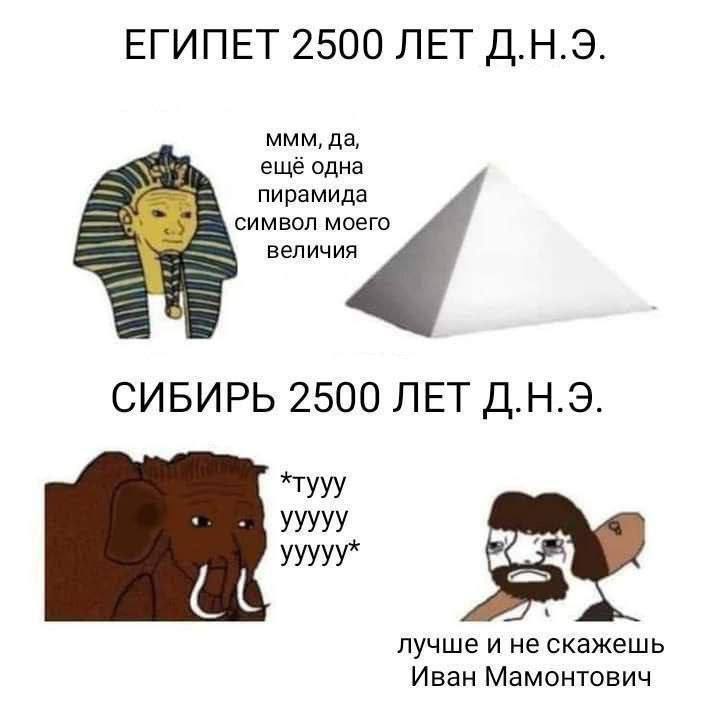 ЕГИПЕТ 2500 ЛЕТ Д.Н.Э.
ммм, да,
ещё одна
пирамида
символ моего
величия
СИБИРЬ 2500 ЛЕТ Д.Н.Э.
*тууу
ууууу
ууууу*
лучше и не скажешь
Иван Мамонтович